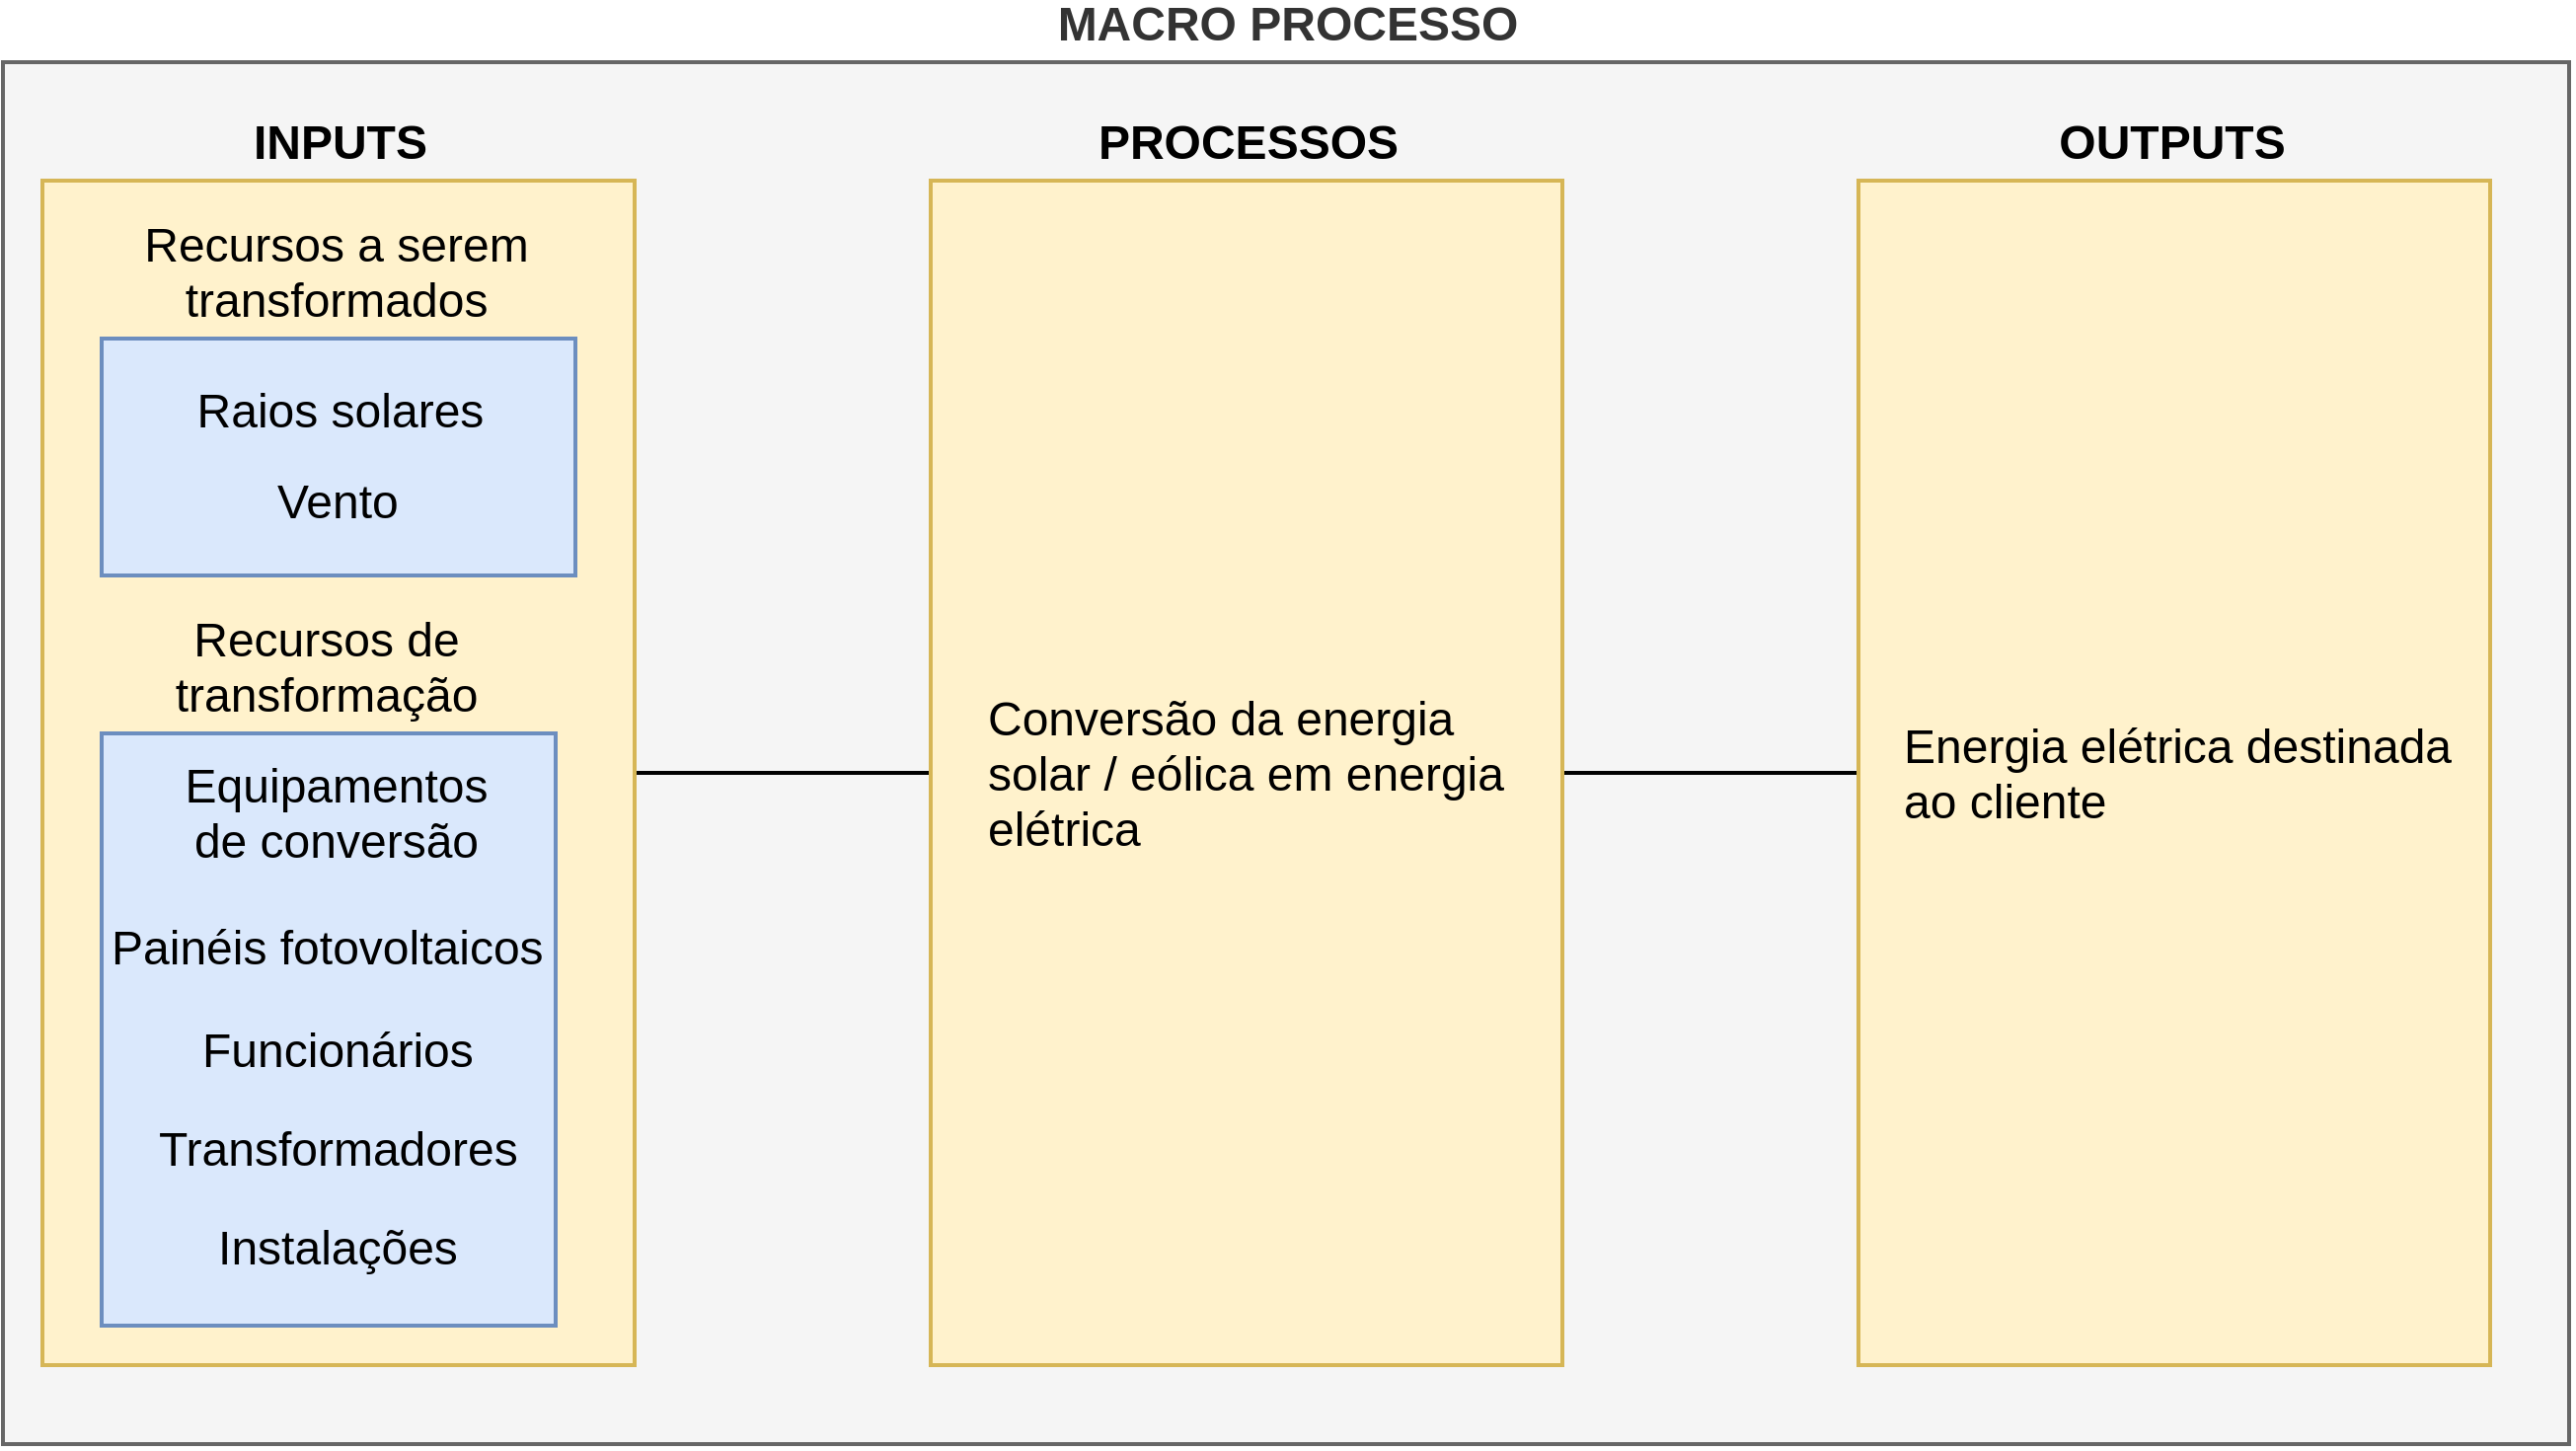 MACRO PROCESSO
INPUTS
Recursos a serem
transformados
Raios solares
Vento
Recursos de
transformação
Equipamentos
de conversão
Painéis fotovoltaicos
Funcionários
Transformadores
Instalações
PROCESSOS
Conversão da energia
solar / eólica em energia
elétrica
OUTPUTS
Energia elétrica destinada
ao cliente